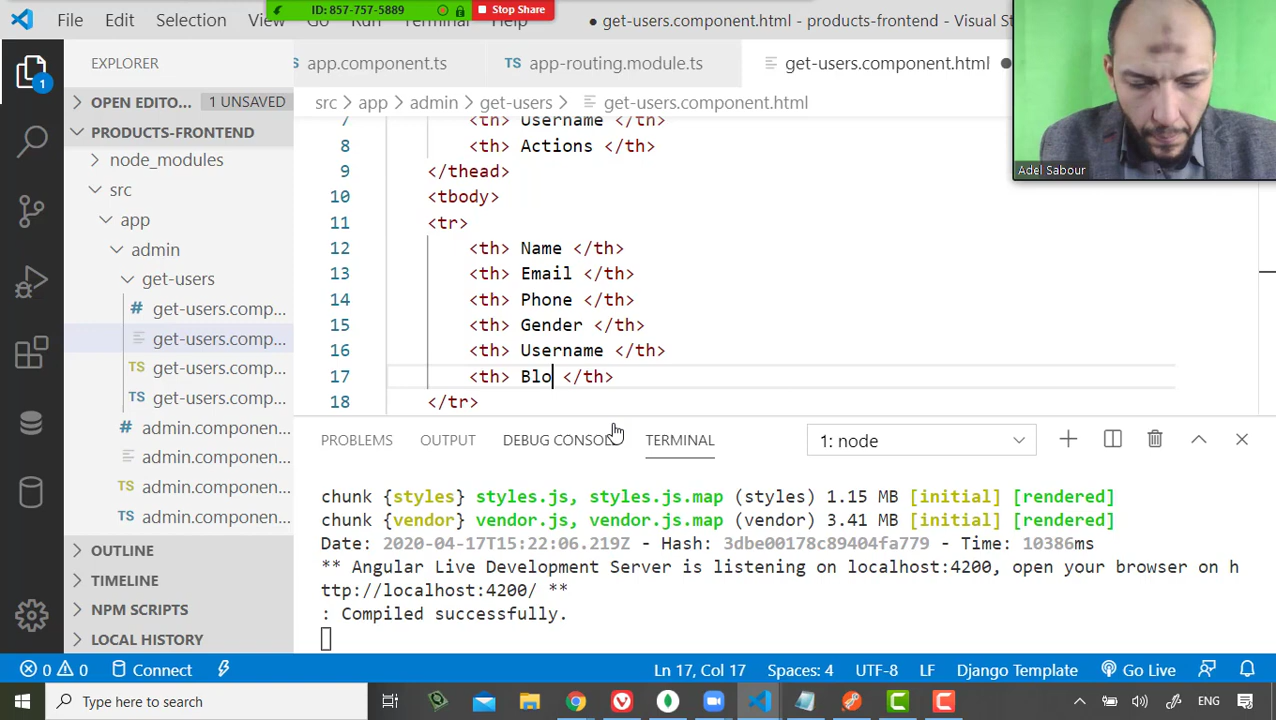 ID: 857-757-5889
Stop Share
File
Edit
Selection
View
Go
Run
Terminal
Help
● get-users.component.html - products-frontend - Visual St
EXPLORER
app.component.ts
TS app-routing.module.ts
get-users.component.html ●
OPEN EDITO... 1 UNSAVED
src > app > admin > get-users > get-users.component.html
PRODUCTS-FRONTEND
node_modules
src
app
admin
get-users
# get-users.comp...
get-users.comp...
TS get-users.comp...
TS get-users.comp...
# admin.componen...
admin.componen...
TS admin.componen...
TS admin.componen...
OUTLINE
TIMELINE
NPM SCRIPTS
LOCAL HISTORY
1
7 <th> Username </th>
8 <th> Actions </th>
9 </thead>
10 <tbody>
11 <tr>
12 <th> Name </th>
13 <th> Email </th>
14 <th> Phone </th>
15 <th> Gender </th>
16 <th> Username </th>
17 <th> Blo </th>
18 </tr>
Adel Sabour
PROBLEMS
OUTPUT
DEBUG CONSO
TERMINAL
1: node
chunk {styles} styles.js, styles.js.map (styles) 1.15 MB [initial] [rendered]
chunk {vendor} vendor.js, vendor.js.map (vendor) 3.41 MB [initial] [rendered]
Date: 2020-04-17T15:22:06.219Z - Hash: 3dbe00178c89404fa779 - Time: 10386ms
** Angular Live Development Server is listening on localhost:4200, open your browser on h
ttp://localhost:4200/ **
: Compiled successfully.
0 0 Connect
Ln 17, Col 17
Spaces: 4
UTF-8
LF
Django Template
Go Live
Type here to search
ENG